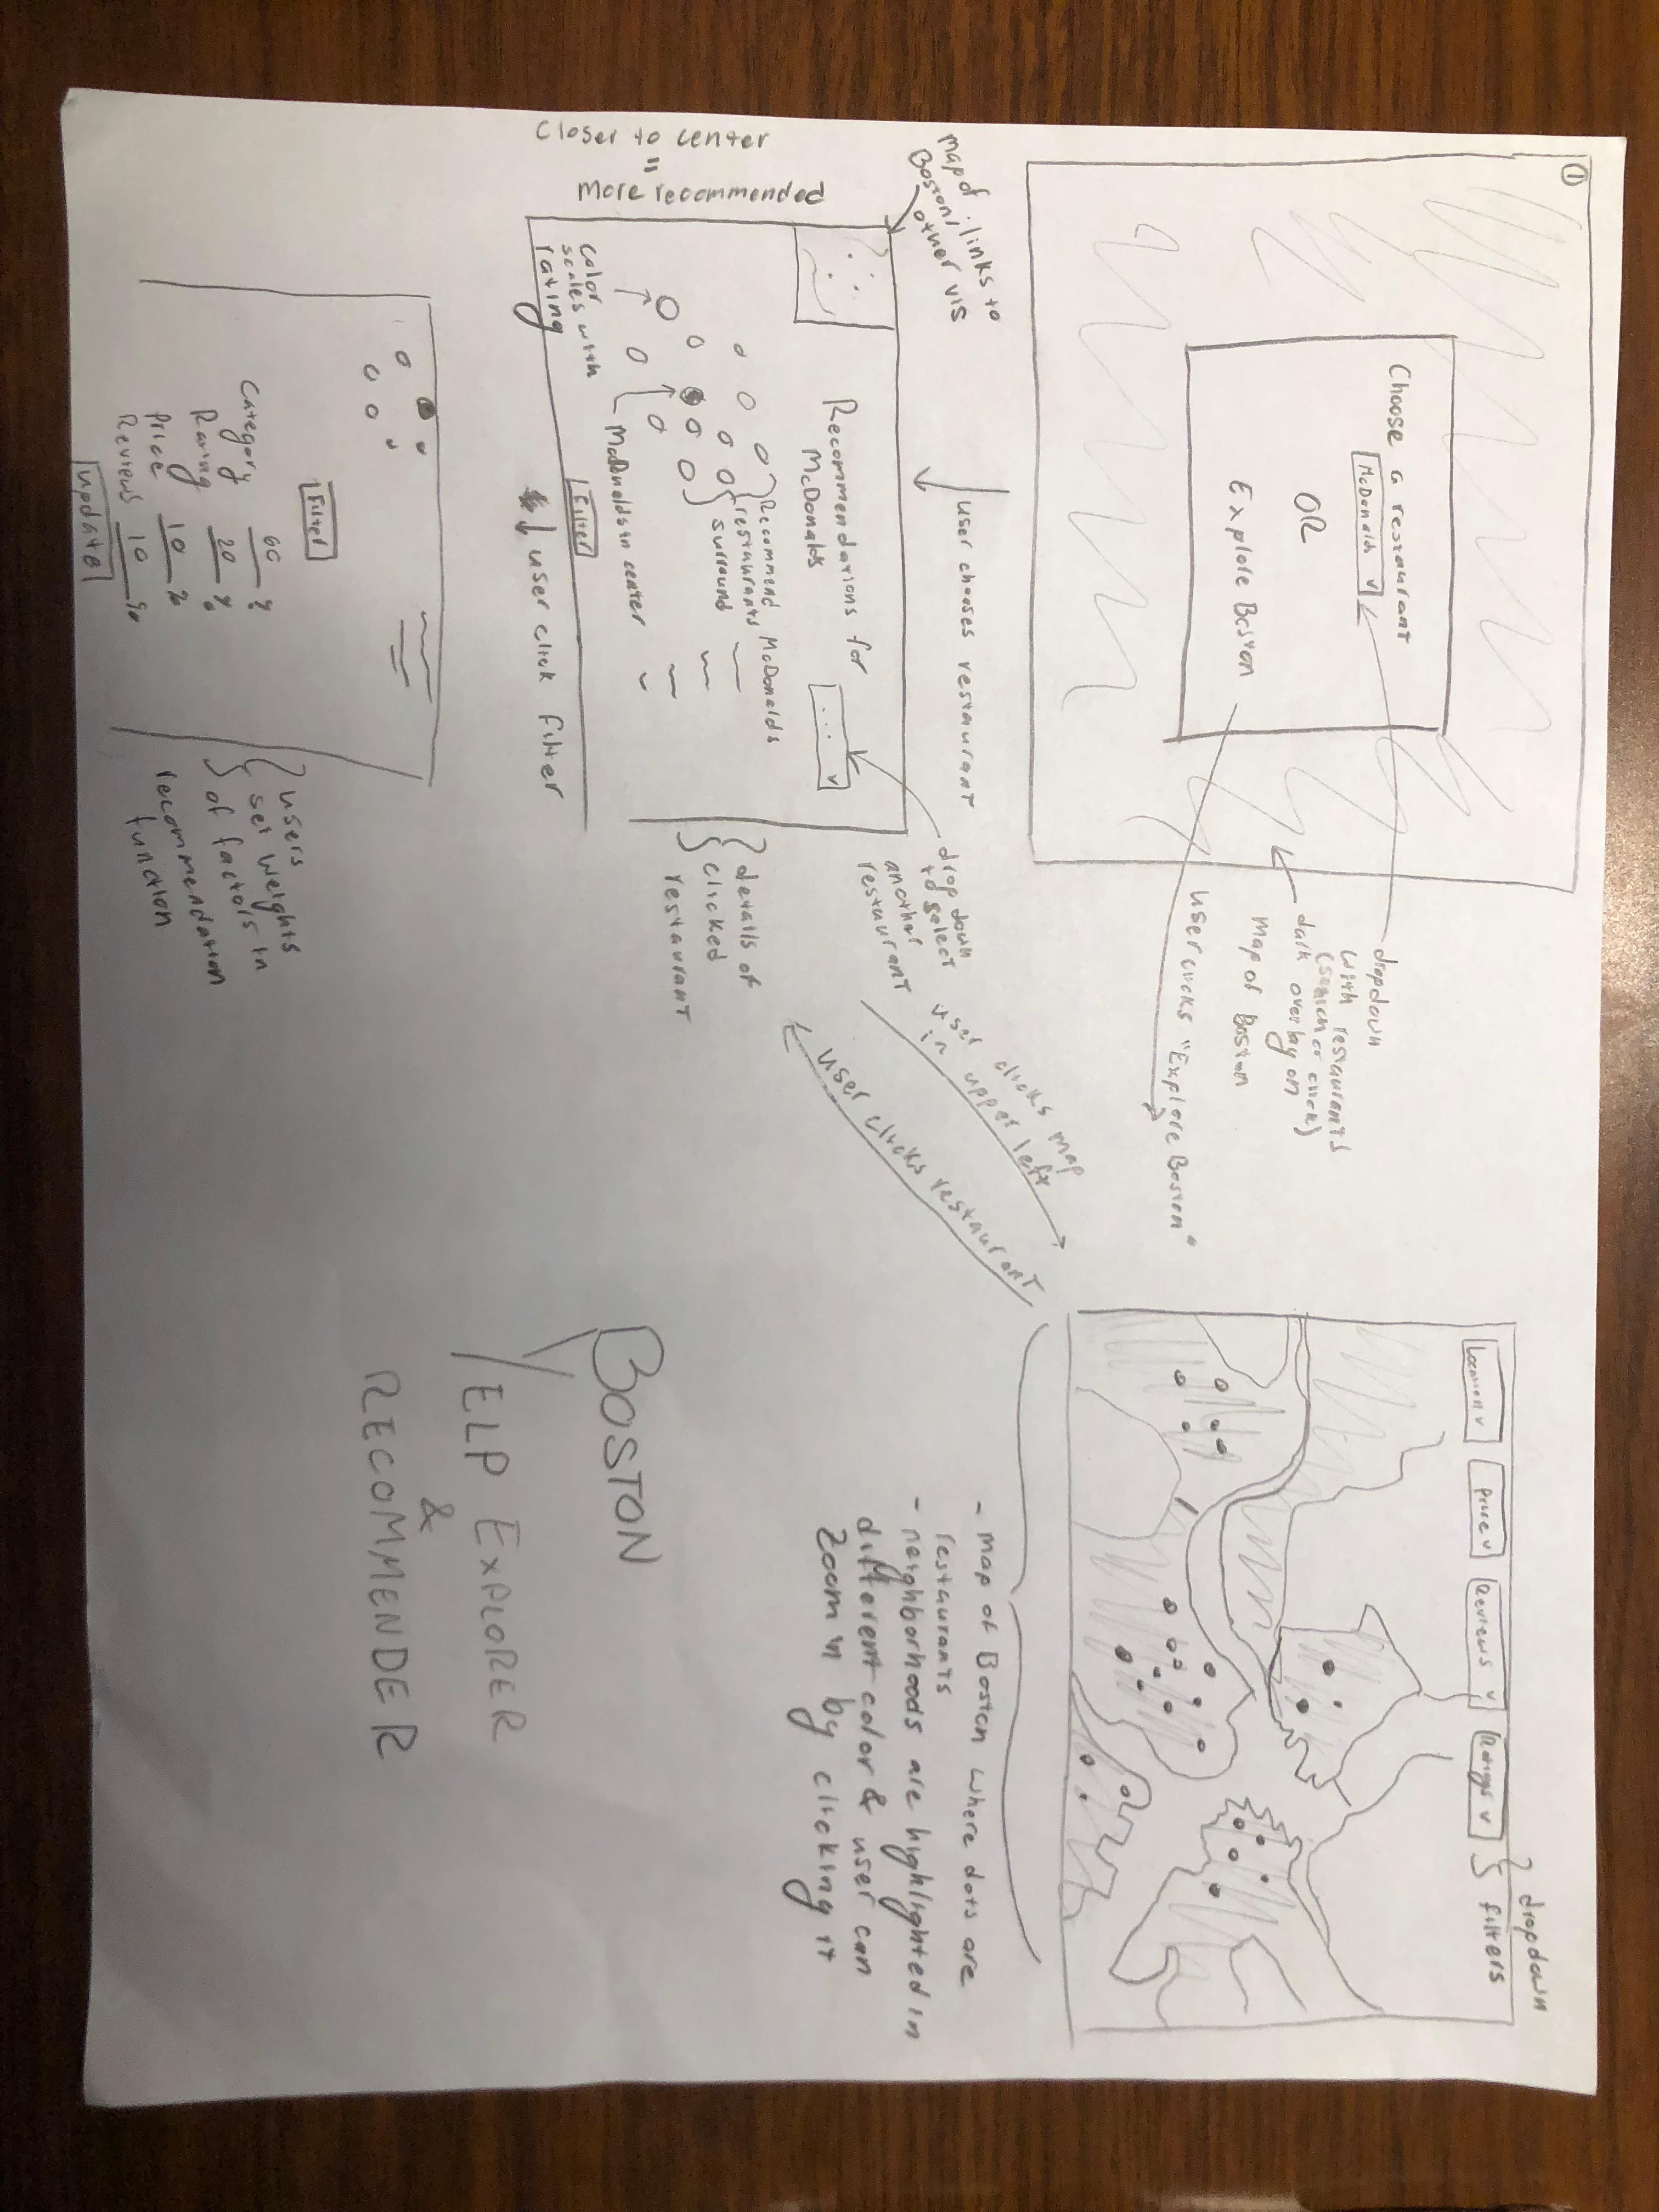 ①
Choose a restaurant
McDonalds v
OR
Explore Boston
dropdown
with restaurants
(search or click)
dark overlay on
map of Boston
user clicks "Explore Boston"
user chooses restaurant
map of
Boston, links to
other vis
Recommendations for
McDonalds
... v
dropdown
to select
another
restaurant
Recommend McDonalds
restaurants
surround
McDonalds in center
Color
scales with
rating
Filter
Closer to center
=
More recommended
details of
clicked
restaurant
user click filter
Filter
Category 60 %
Rating 20 %
Price 10 %
Reviews 10 %
update
users
set weights
of factors in
recommendation
function
user clicks map
in upper left
user clicks restaurant
Location v
Price v
Reviews v
Ratings v
dropdown
filters
- map of Boston where dots are
restaurants
- neighborhoods are highlighted in
different color & user can
zoom in by clicking it
BOSTON
YELP EXPLORER
&
RECOMMENDER